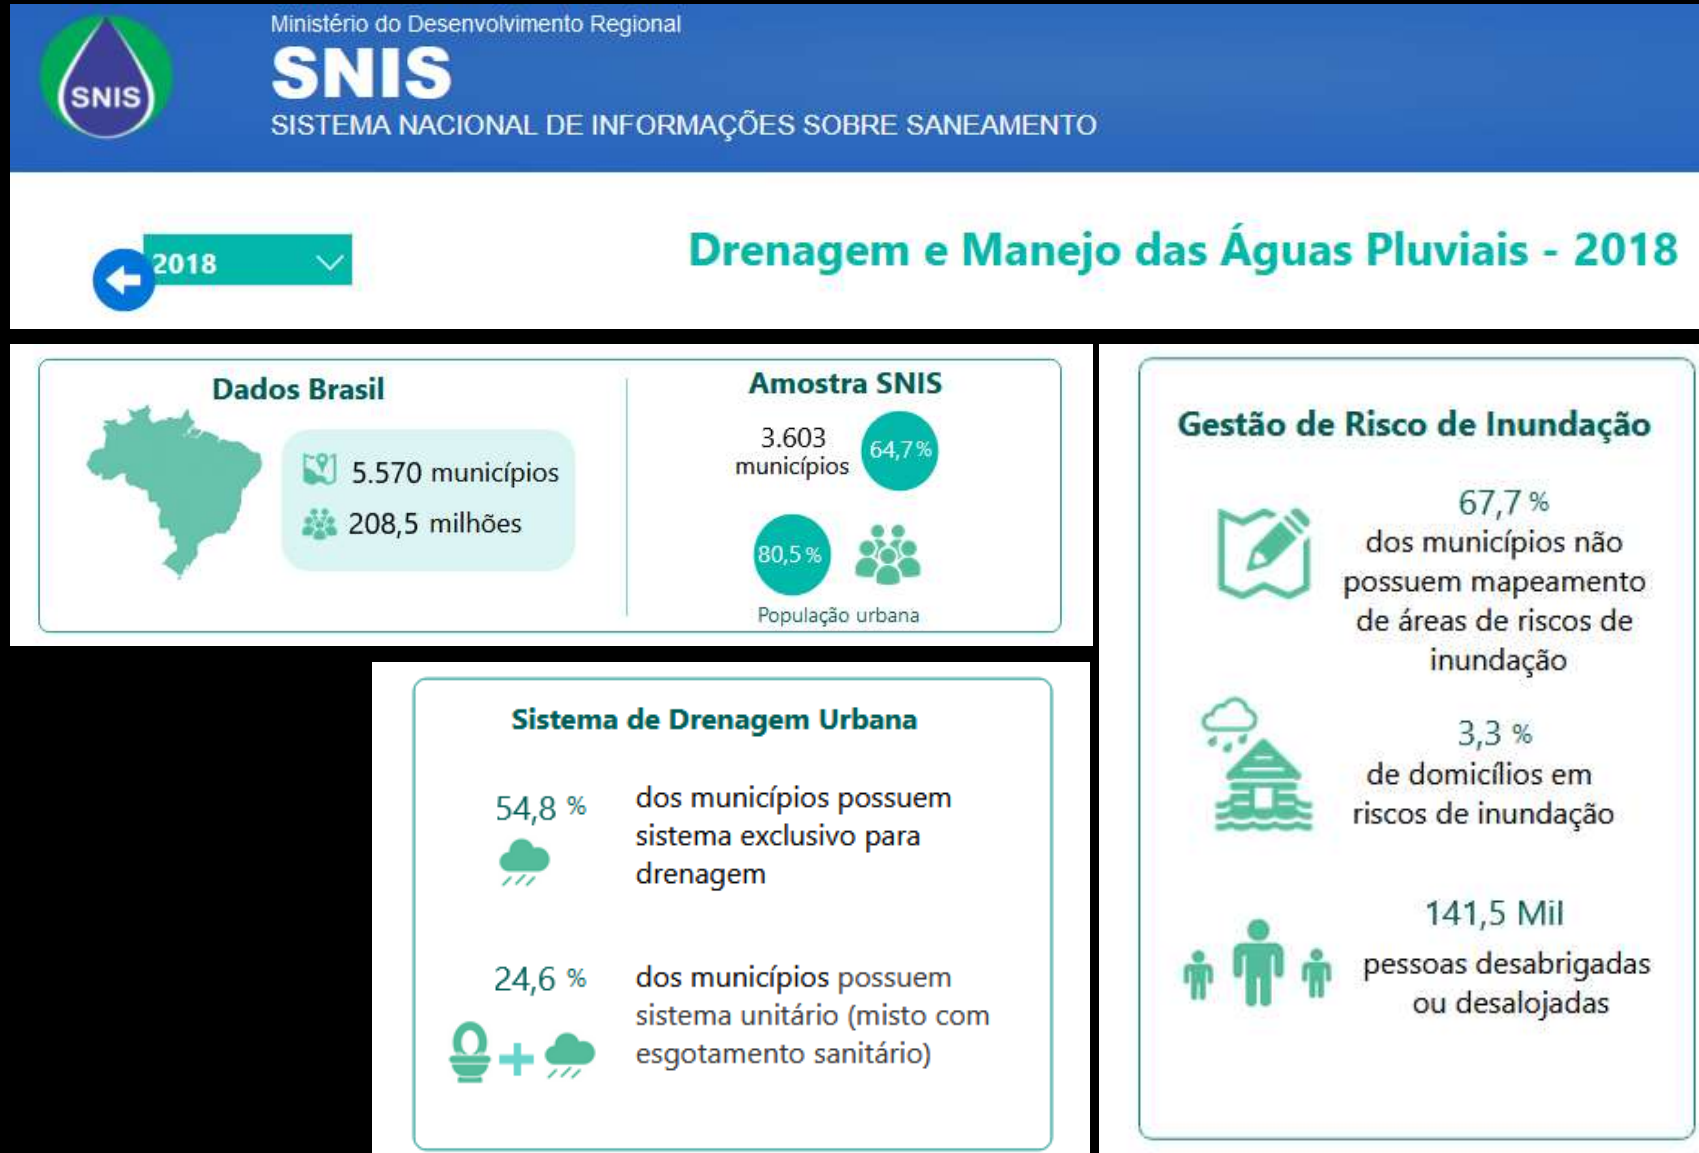 SNIS
Ministério do Desenvolvimento Regional
SNIS
SISTEMA NACIONAL DE INFORMAÇÕES SOBRE SANEAMENTO
2018
Drenagem e Manejo das Águas Pluviais - 2018
Dados Brasil
5.570 municípios
208,5 milhões
Amostra SNIS
3.603
municípios
64,7 %
80,5 %
População urbana
Sistema de Drenagem Urbana
54,8 %
dos municípios possuem
sistema exclusivo para
drenagem
24,6 %
dos municípios possuem
sistema unitário (misto com
esgotamento sanitário)
Gestão de Risco de Inundação
67,7 %
dos municípios não
possuem mapeamento
de áreas de riscos de
inundação
3,3 %
de domicílios em
riscos de inundação
141,5 Mil
pessoas desabrigadas
ou desalojadas